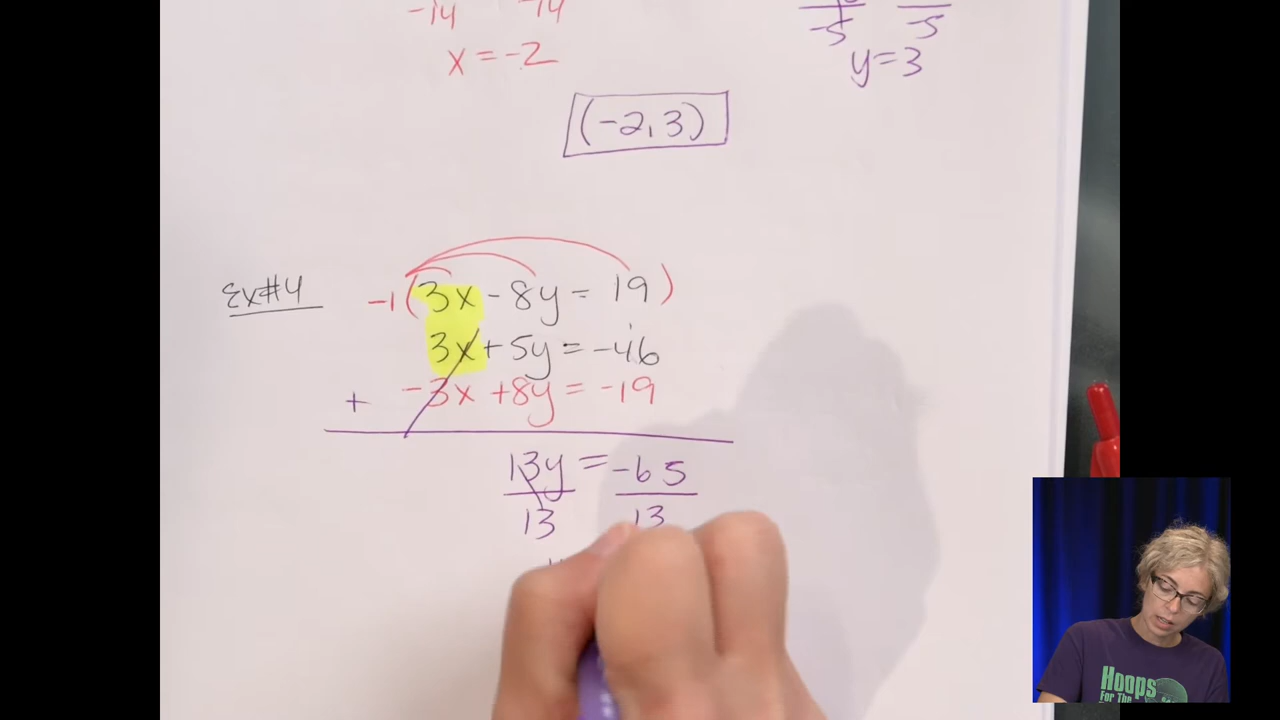 -14 -14
-5 -5
x = -2
y = 3
(-2, 3)
Ex#4
-1(3x - 8y = 19)
3x + 5y = -46
+ -3x + 8y = -19
13y = -65
13 13
Hoops
For The